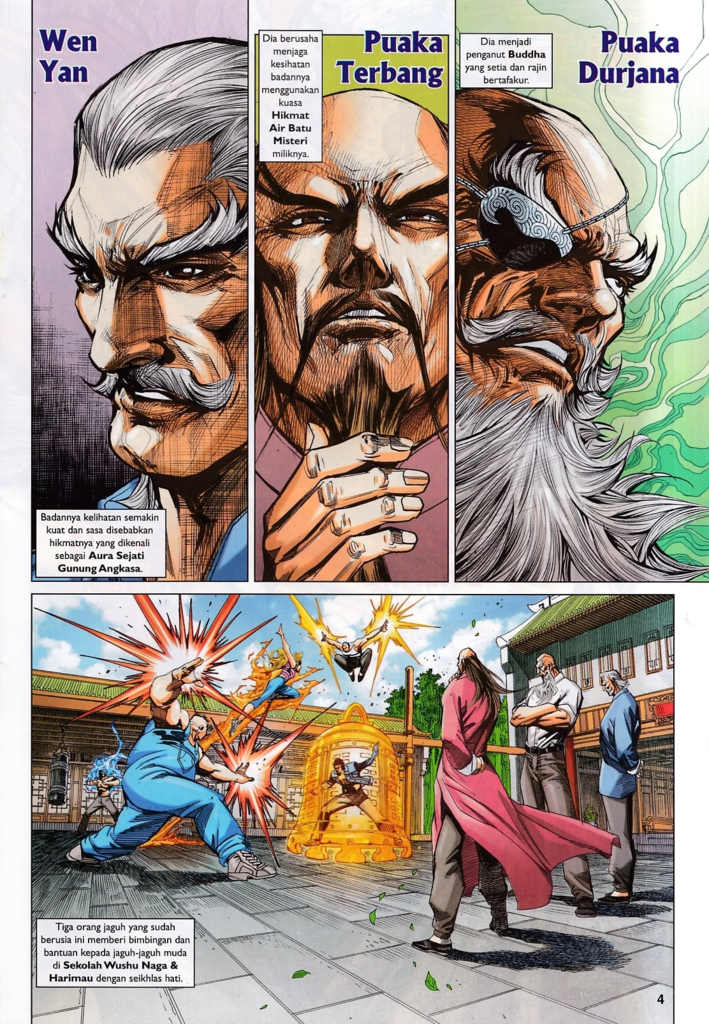 Wen
Yan
Badannya kelihatan semakin
kuat dan sasa disebabkan
hikmatnya yang dikenali
sebagai Aura Sejati
Gunung Angkasa.
Dia berusaha
menjaga
kesihatan
badannya
menggunakan
kuasa
Hikmat
Air Batu
Misteri
miliknya.
Puaka
Terbang
Dia menjadi
penganut Buddha
yang setia dan rajin
bertafakur.
Puaka
Durjana
Tiga orang jaguh yang sudah
berusia ini memberi bimbingan dan
bantuan kepada jaguh-jaguh muda
di Sekolah Wushu Naga &
Harimau dengan seikhlas hati.
4